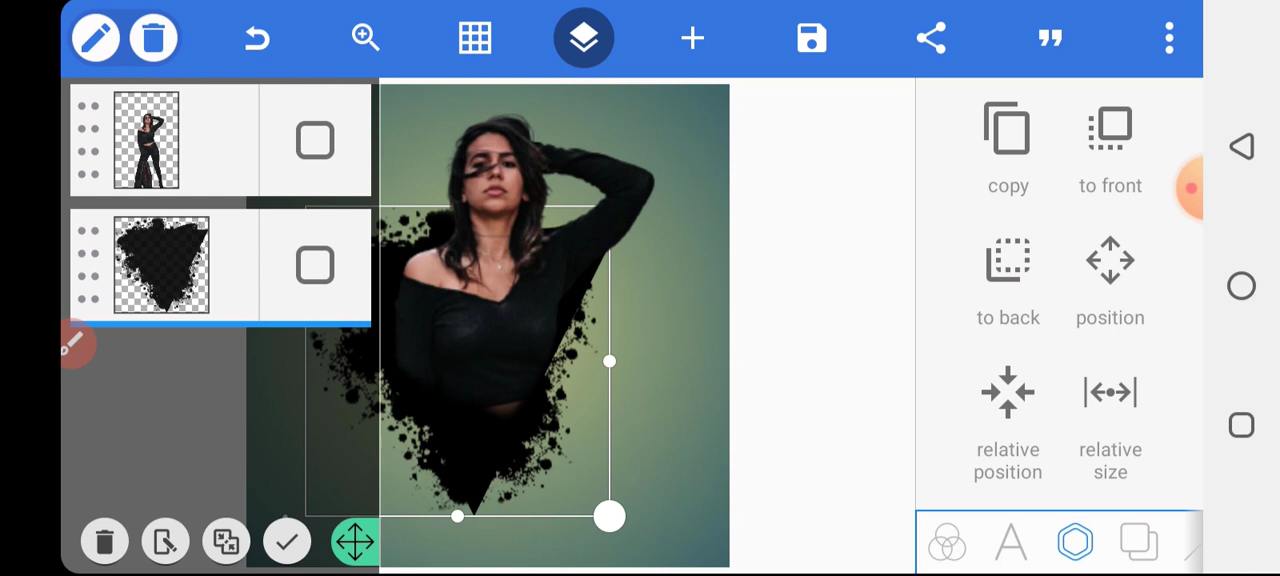 copy
to front
to back
position
relative
position
relative
size